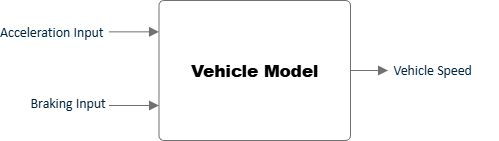 Acceleration Input
Vehicle Model
Vehicle Speed
Braking Input